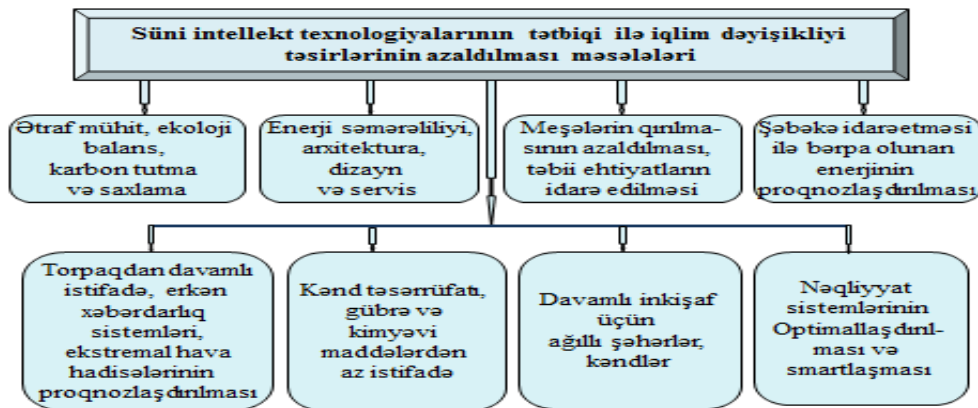 Süni intellekt texnologiyalarının tətbiqi ilə iqlim dəyişikliyi
təsirlərinin azaldılması məsələləri
Ətraf mühit, ekoloji
balans,
karbon tutma
və saxlama
Enerji səmərəliliyi,
arxitektura,
dizayn
və servis
Meşələrin qırılma-
sının azaldılması,
təbii ehtiyatların
idarə edilməsi
Şəbəkə idarəetməsi
ilə bərpa olunan
enerjinin
proqnozlaşdırılması
Torpaqdan davamlı
istifadə, erkən
xəbərdarlıq
sistemləri,
ekstremal hava
hadisələrinin
proqnozlaşdırılması
Kənd təsərrüfatı,
gübrə və
kimyəvi
maddələrdən
az istifadə
Davamlı inkişaf
üçün
ağıllı şəhərlər,
kəndlər
Nəqliyyat
sistemlərinin
Optimallaşdırıl-
ması və
smartlaşması